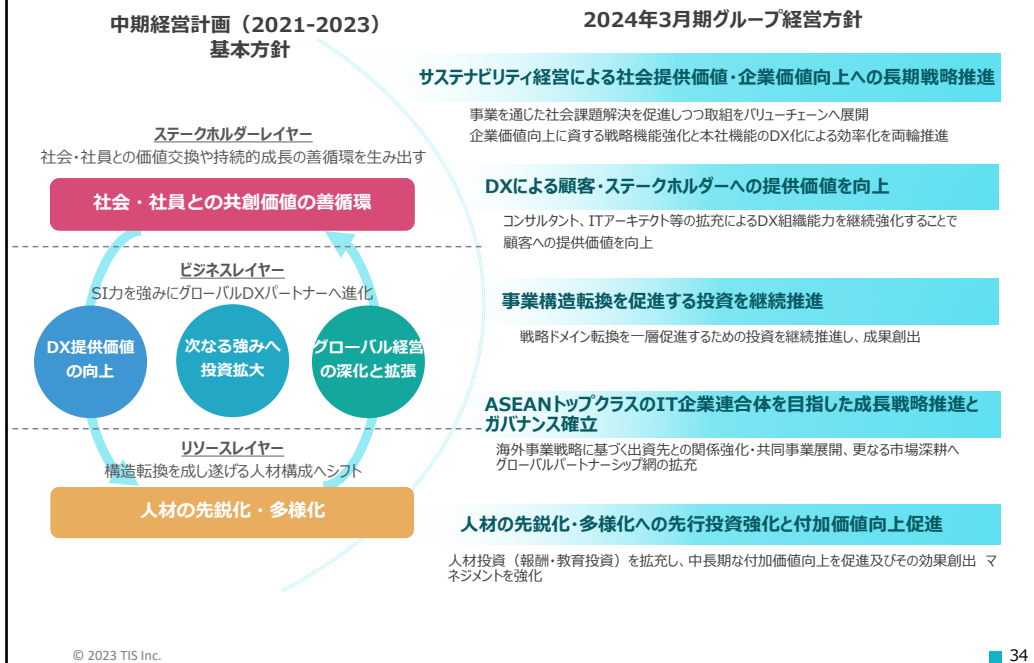 中期経営計画（2021-2023）
基本方針
ステークホルダーレイヤー
社会・社員との価値交換や持続的成長の善循環を生み出す
社会・社員との共創価値の善循環
ビジネスレイヤー
SI力を強みにグローバルDXパートナーへ進化
DX提供価値
の向上
次なる強みへ
投資拡大
グローバル経営
の深化と拡張
リソースレイヤー
構造転換を成し遂げる人材構成へシフト
人材の先鋭化・多様化
2024年3月期グループ経営方針
サステナビリティ経営による社会提供価値・企業価値向上への長期戦略推進
事業を通じた社会課題解決を促進しつつ取組をバリューチェーンへ展開
企業価値向上に資する戦略機能強化と本社機能のDX化による効率化を両輪推進
DXによる顧客・ステークホルダーへの提供価値を向上
コンサルタント、ITアーキテクト等の拡充によるDX組織能力を継続強化することで
顧客への提供価値を向上
事業構造転換を促進する投資を継続推進
戦略ドメイン転換を一層促進するための投資を継続推進し、成果創出
ASEANトップクラスのIT企業連合体を目指した成長戦略推進と
ガバナンス確立
海外事業戦略に基づく出資先との関係強化・共同事業展開、更なる市場深耕へ
グローバルパートナーシップ網の拡充
人材の先鋭化・多様化への先行投資強化と付加価値向上促進
人材投資（報酬・教育投資）を拡充し、中長期な付加価値向上を促進及びその効果創出 マ
ネジメントを強化
© 2023 TIS Inc.
34